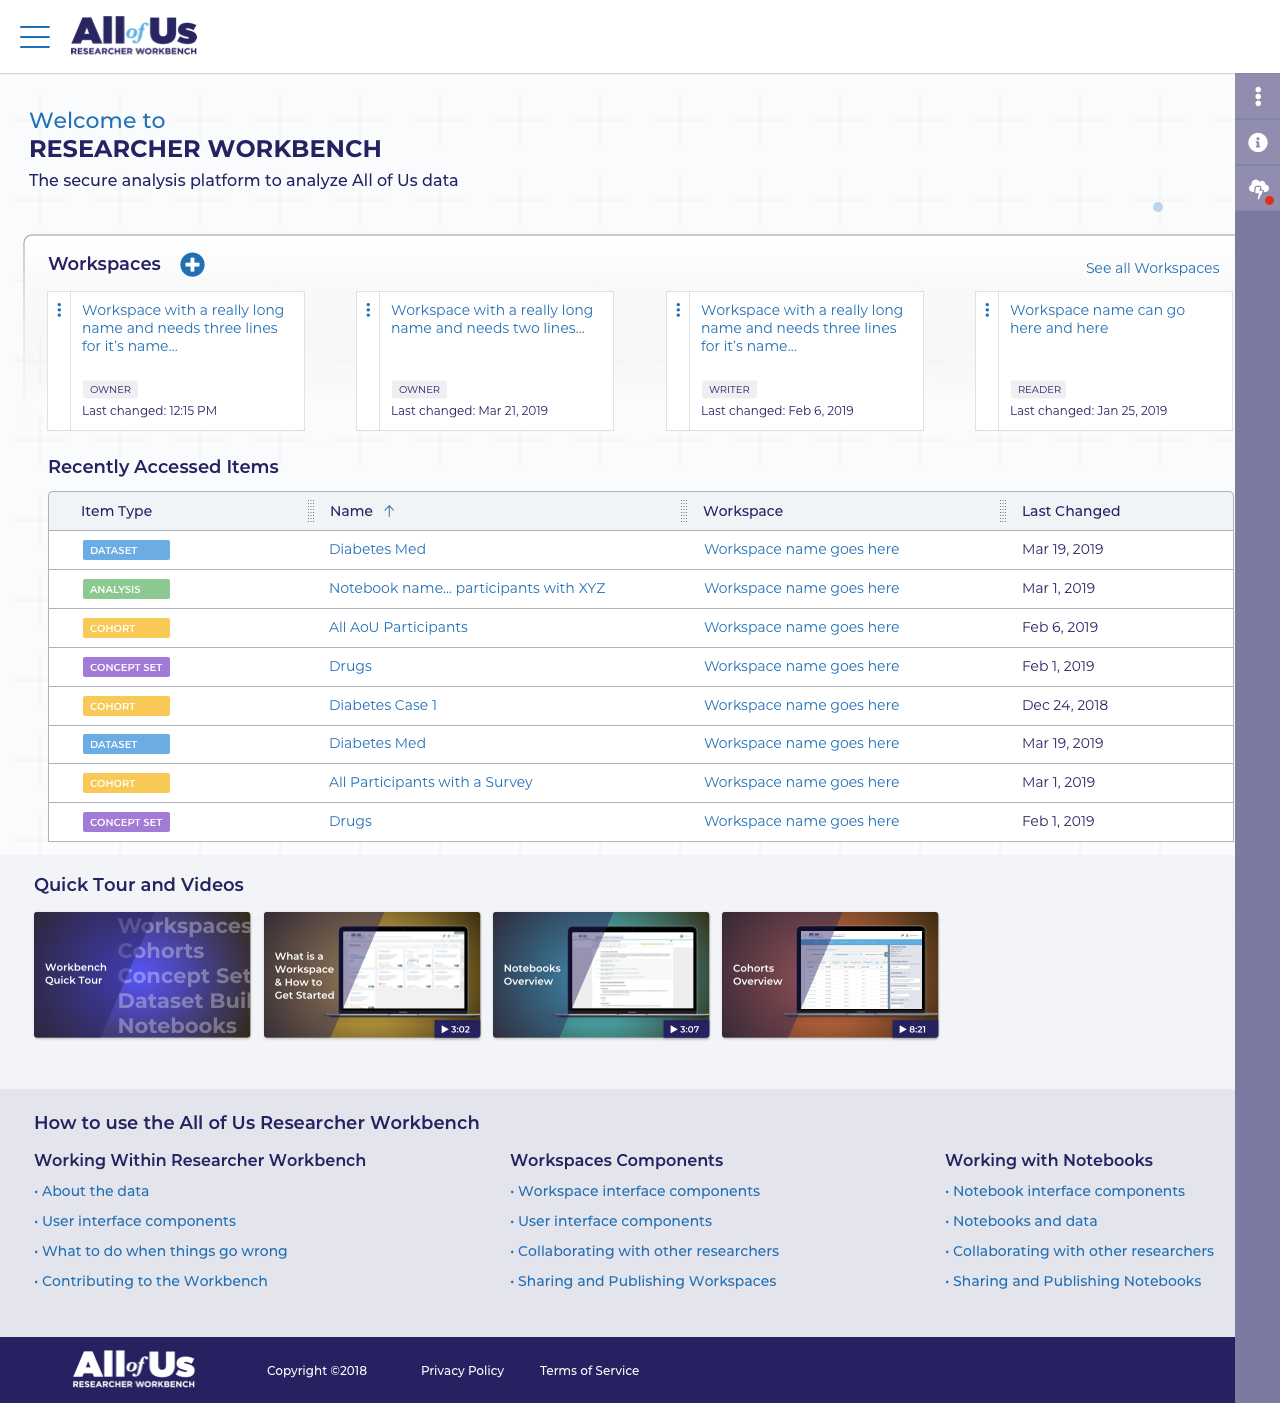 All of Us
RESEARCHER WORKBENCH
Welcome to
RESEARCHER WORKBENCH
The secure analysis platform to analyze All of Us data
Workspaces
See all Workspaces
Workspace with a really long
name and needs three lines
for it’s name...
OWNER
Last changed: 12:15 PM
Workspace with a really long
name and needs two lines...
OWNER
Last changed: Mar 21, 2019
Workspace with a really long
name and needs three lines
for it’s name...
WRITER
Last changed: Feb 6, 2019
Workspace name can go
here and here
READER
Last changed: Jan 25, 2019
Recently Accessed Items
Item Type Name Workspace Last Changed
DATASET Diabetes Med Workspace name goes here Mar 19, 2019
ANALYSIS Notebook name... participants with XYZ Workspace name goes here Mar 1, 2019
COHORT All AoU Participants Workspace name goes here Feb 6, 2019
CONCEPT SET Drugs Workspace name goes here Feb 1, 2019
COHORT Diabetes Case 1 Workspace name goes here Dec 24, 2018
DATASET Diabetes Med Workspace name goes here Mar 19, 2019
COHORT All Participants with a Survey Workspace name goes here Mar 1, 2019
CONCEPT SET Drugs Workspace name goes here Feb 1, 2019
Quick Tour and Videos
Workbench
Quick Tour
Workspaces
Cohorts
Concept Set
Dataset Buil
Notebooks
What is a
Workspace
& How to
Get Started
3:02
Notebooks
Overview
3:07
Cohorts
Overview
8:21
How to use the All of Us Researcher Workbench
Working Within Researcher Workbench
• About the data
• User interface components
• What to do when things go wrong
• Contributing to the Workbench
Workspaces Components
• Workspace interface components
• User interface components
• Collaborating with other researchers
• Sharing and Publishing Workspaces
Working with Notebooks
• Notebook interface components
• Notebooks and data
• Collaborating with other researchers
• Sharing and Publishing Notebooks
All of Us
RESEARCHER WORKBENCH
Copyright ©2018 Privacy Policy Terms of Service